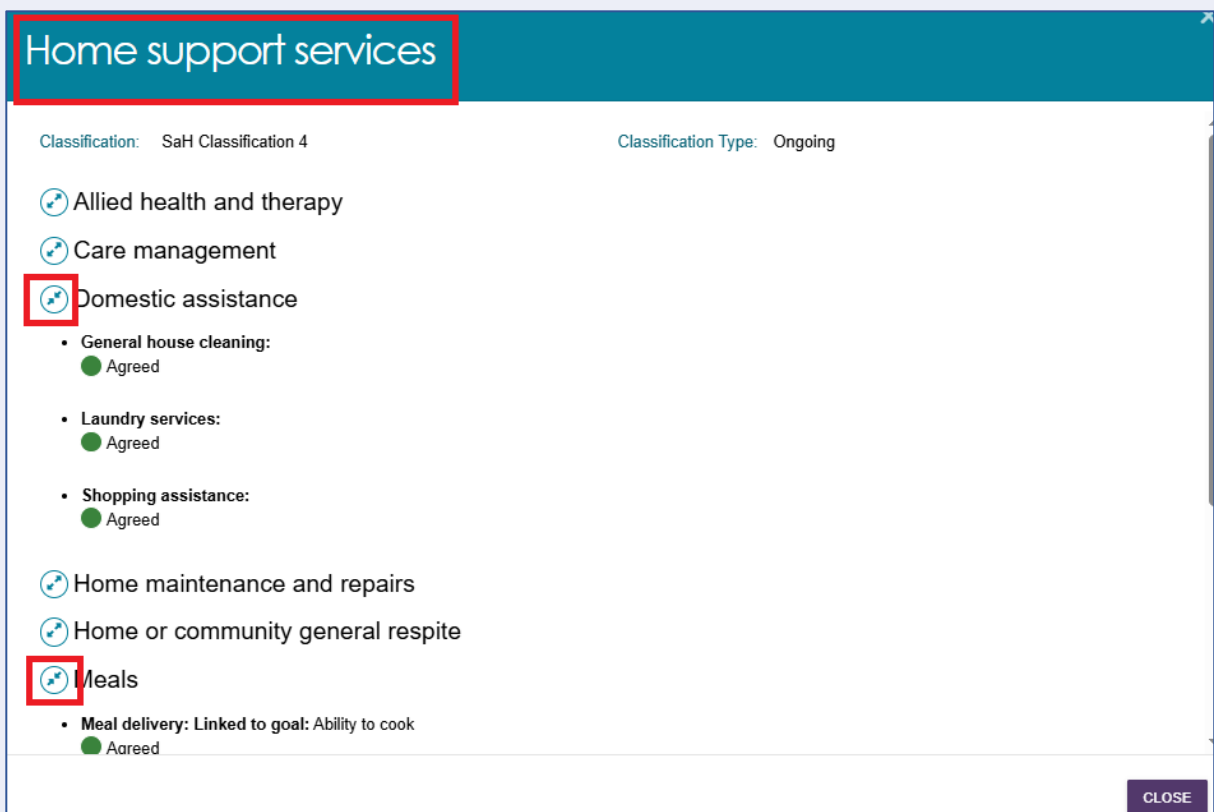 Home support services
Classification: SaH Classification 4 Classification Type: Ongoing
Allied health and therapy
Care management
Domestic assistance
General house cleaning:
Agreed
Laundry services:
Agreed
Shopping assistance:
Agreed
Home maintenance and repairs
Home or community general respite
Meals
Meal delivery: Linked to goal: Ability to cook
Agreed
CLOSE